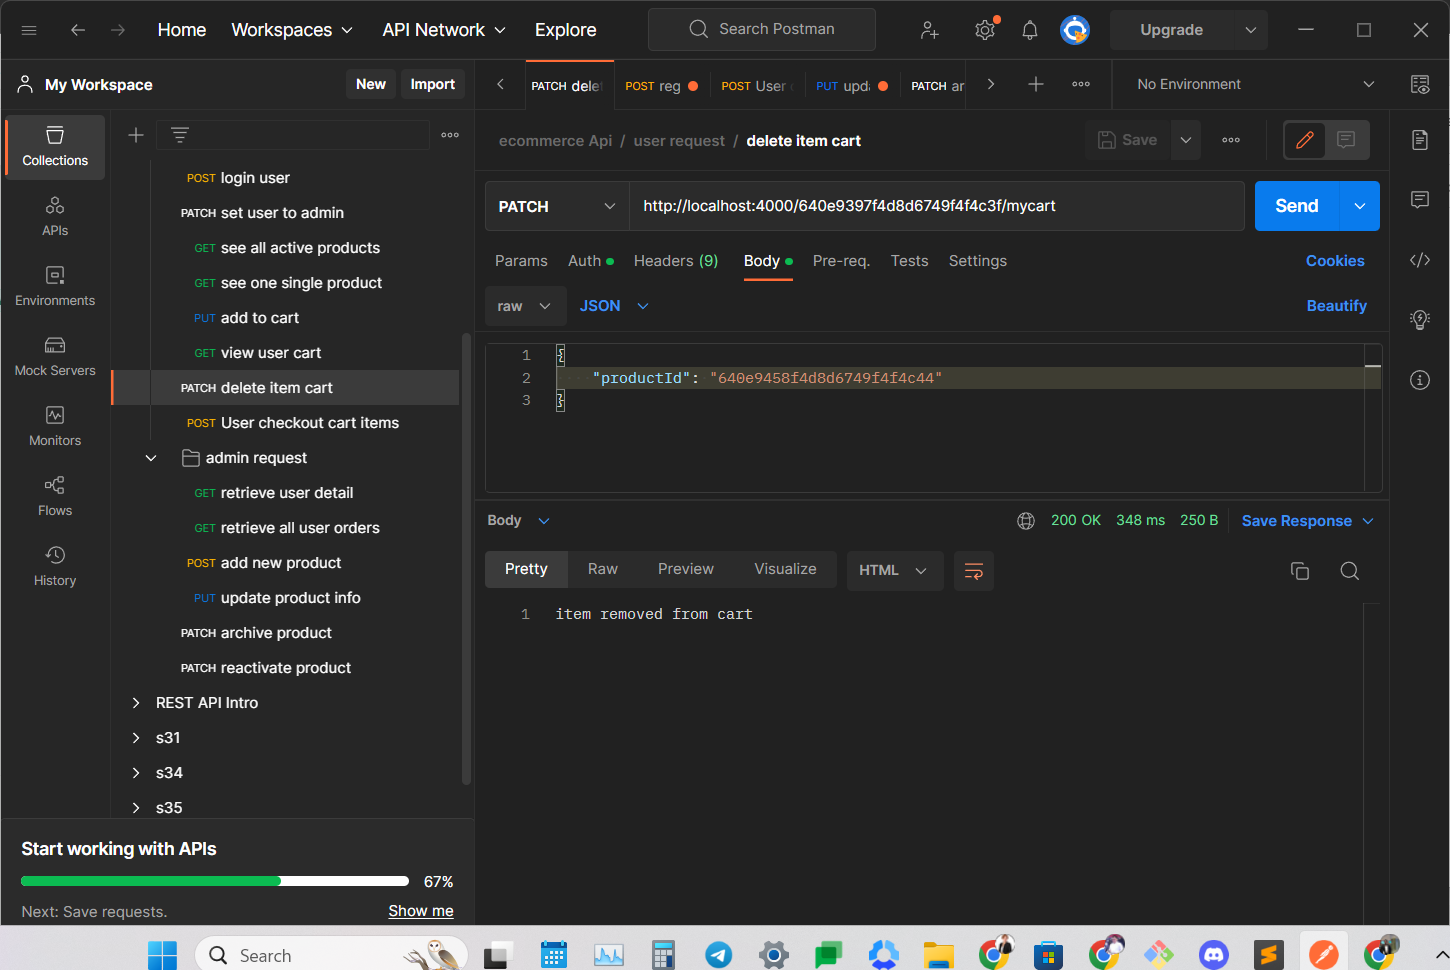 Home Workspaces API Network Explore Search Postman Upgrade
My Workspace New Import PATCH dele POST reg POST User PUT upd PATCH ar No Environment
Collections
APIs
Environments
Mock Servers
Monitors
Flows
History
POST login user
PATCH set user to admin
GET see all active products
GET see one single product
PUT add to cart
GET view user cart
PATCH delete item cart
POST User checkout cart items
admin request
GET retrieve user detail
GET retrieve all user orders
POST add new product
PUT update product info
PATCH archive product
PATCH reactivate product
REST API Intro
s31
s34
s35
Start working with APIs
67%
Next: Save requests. Show me
ecommerce Api / user request / delete item cart Save
PATCH http://localhost:4000/640e9397f4d8d6749f4f4c3f/mycart Send
Params Auth Headers (9) Body Pre-req. Tests Settings Cookies
raw JSON Beautify
1 {
2 "productId": "640e9458f4d8d6749f4f4c44"
3 }
Body 200 OK 348 ms 250 B Save Response
Pretty Raw Preview Visualize HTML
1 item removed from cart
Search